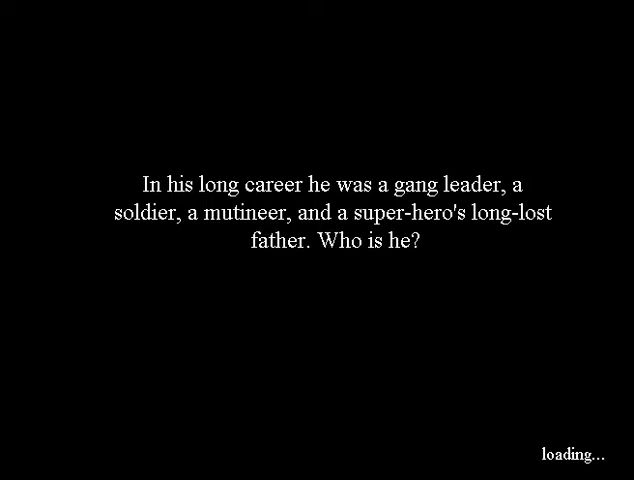 In his long career he was a gang leader, a
soldier, a mutineer, and a super-hero's long-lost
father. Who is he?
loading...